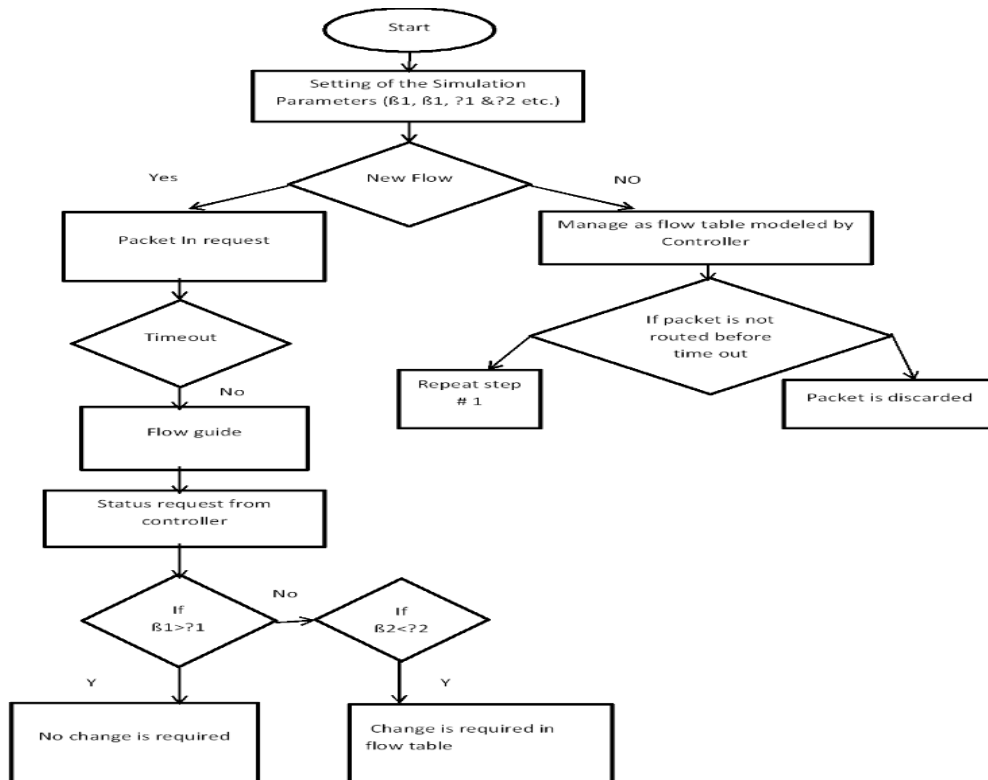 Start
Setting of the Simulation
Parameters (ß1, ß1, ?1 &?2 etc.)
Yes
New Flow
NO
Packet In request
Manage as flow table modeled by
Controller
Timeout
If packet is not
routed before
time out
No
Repeat step
# 1
Packet is discarded
Flow guide
Status request from
controller
If
ß1>?1
No
If
ß2<?2
Y
Y
No change is required
Change is required in
flow table